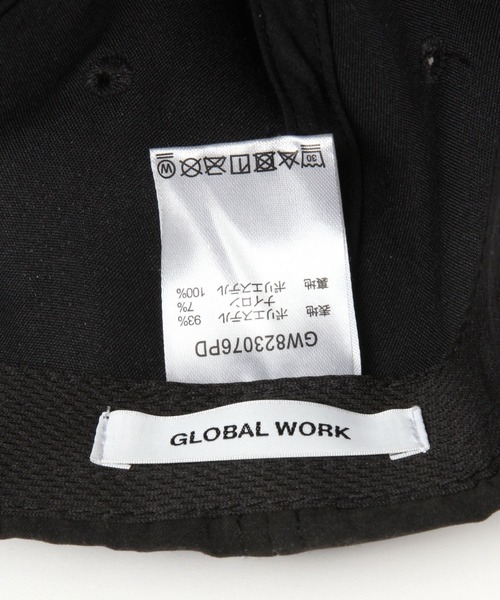 GW823076PD
表地 ポリエステル 93%
ナイロン 7%
裏地 ポリエステル 100%
30
W
GLOBAL WORK